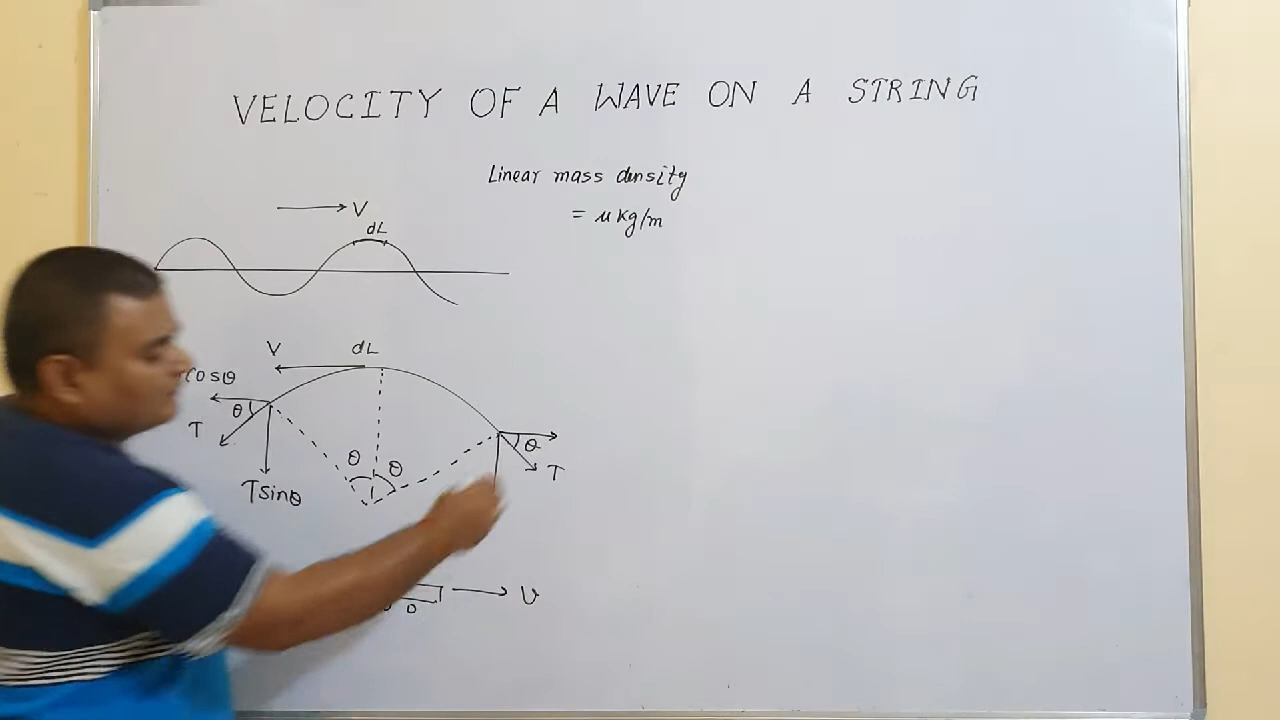 VELOCITY OF A WAVE ON A STRING
Linear mass density
= μ kg/m
V
dL
V
dL
cosθ
θ
T
Tsinθ
θ
θ
θ
T
υ